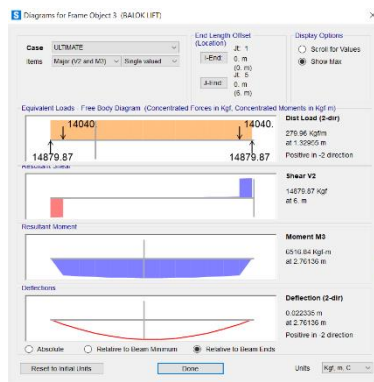 Diagrams for Frame Object 3 (BALOK LIFT)
Case
ULTIMATE
Items
Major (V2 and M3)
Single valued
End Length Offset
(Location)
Jt: 1
I-End:
0. m
(0. m)
Jt: 5
J-End:
0. m
(6. m)
Display Options
Scroll for Values
Show Max
Equivalent Loads - Free Body Diagram (Concentrated Forces in Kgf, Concentrated Moments in Kgf-m)
14040.
14040.
14879.87
14879.87
Dist Load (2-dir)
279.96 Kgf/m
at 1.32955 m
Positive in -2 direction
Resultant Shear
Shear V2
14879.87 Kgf
at 6. m
Resultant Moment
Moment M3
6516.84 Kgf-m
at 2.76136 m
Deflections
Deflection (2-dir)
0.022335 m
at 2.76136 m
Positive in -2 direction
Absolute
Relative to Beam Minimum
Relative to Beam Ends
Reset to Initial Units
Done
Units
Kgf, m, C